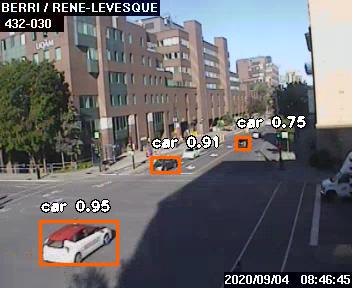 BERRI / RENE-LEVESQUE
432-030
UQAM
car 0.75
car 0.91
car 0.95
2020/09/04 08:46:45